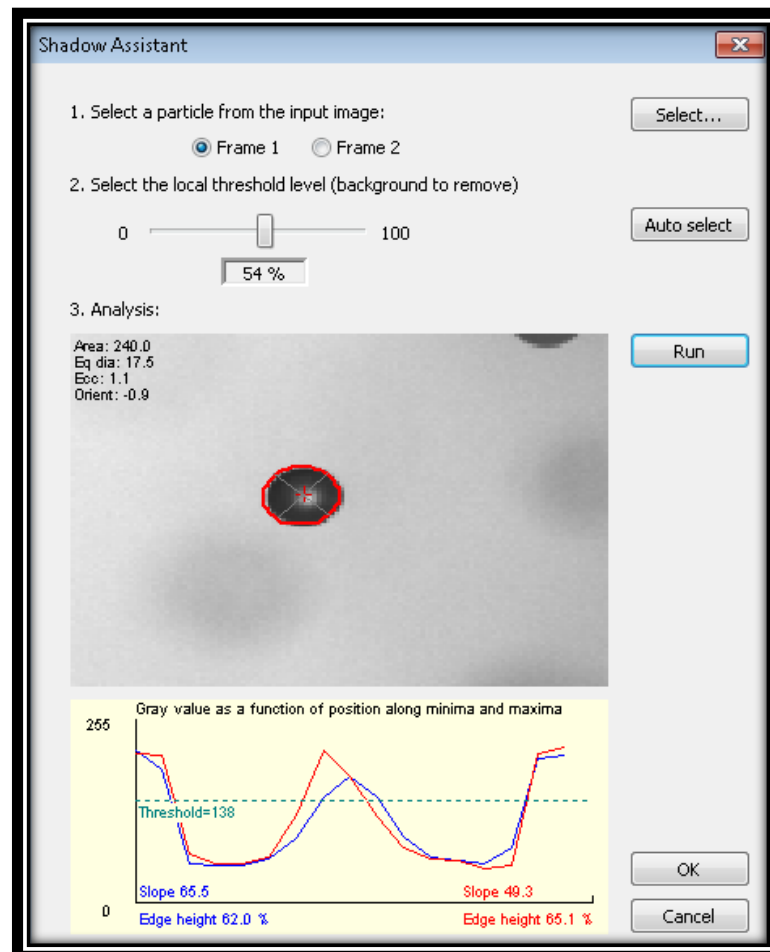 Shadow Assistant
1. Select a particle from the input image:
Select...
Frame 1 Frame 2
2. Select the local threshold level (background to remove)
0 100
Auto select
54 %
3. Analysis:
Run
Area: 240.0
Eq dia: 17.5
Ecc: 1.1
Orient: -0.9
Gray value as a function of position along minima and maxima
255
Threshold=138
Slope 65.5 Slope 49.3
0
Edge height 62.0 % Edge height 65.1 %
OK
Cancel